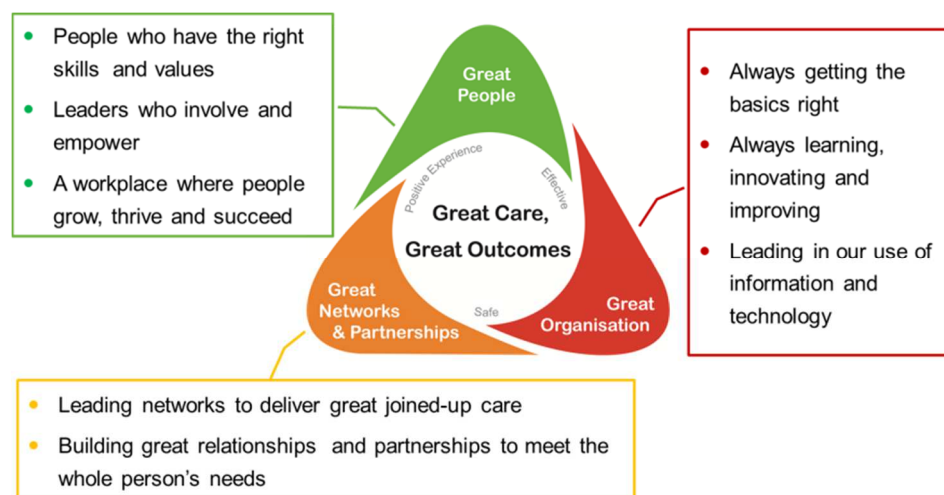 People who have the right
skills and values
Leaders who involve and
empower
A workplace where people
grow, thrive and succeed
Great
People
Positive Experience
Effective
Great Care,
Great Outcomes
Safe
Great
Networks
& Partnerships
Great
Organisation
Always getting the
basics right
Always learning,
innovating and
improving
Leading in our use of
information and
technology
Leading networks to deliver great joined-up care
Building great relationships and partnerships to meet the
whole person's needs